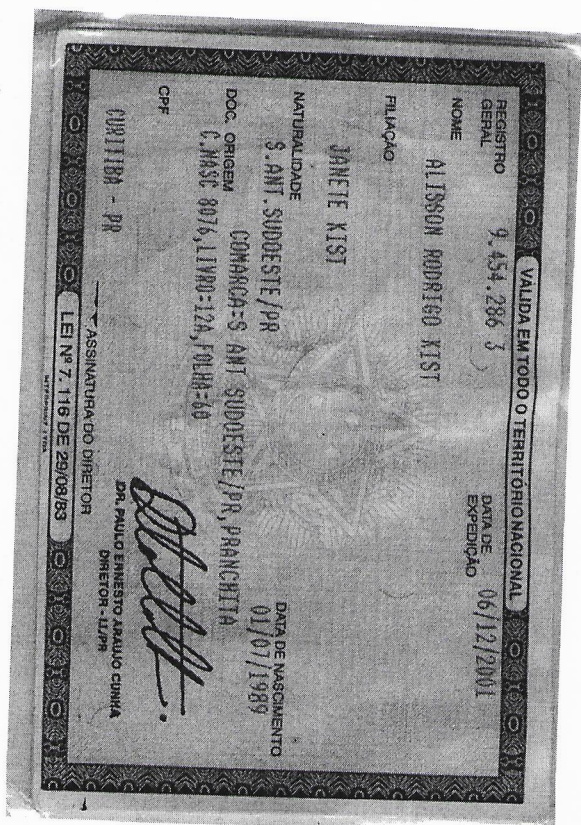 VÁLIDA EM TODO O TERRITÓRIO NACIONAL
REGISTRO GERAL 9.454.286 3 DATA DE EXPEDIÇÃO 06/12/2001
NOME ALISSON RODRIGO KIST
FILIAÇÃO
JANETE KIST
NATURALIDADE DATA DE NASCIMENTO
S.ANT.SUDOESTE/PR 01/07/1989
DOC. ORIGEM COMARCA=S ANT SUDOESTE/PR, PRANCHITA
C.NASC 8076,LIVRO=12A,FOLHA=60
CPF
CURITIBA - PR
DR. PAULO ERNESTO ARAUJO CUNHA
DIRETOR - II/PR
ASSINATURA DO DIRETOR
LEI Nº 7.116 DE 29/08/83